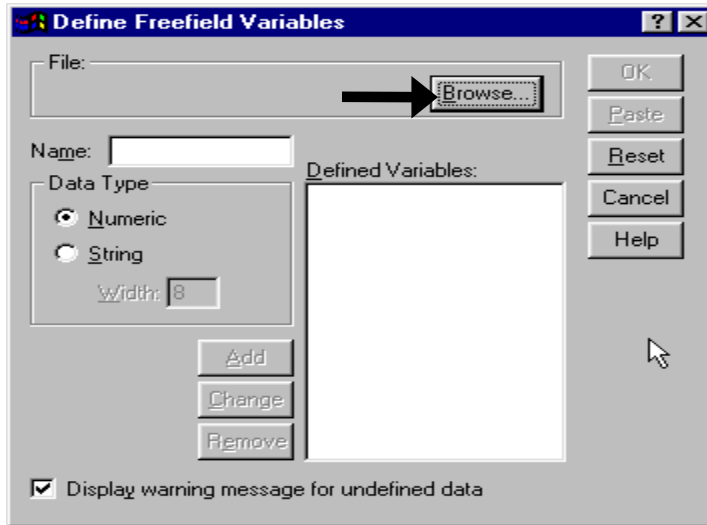 Define Freefield Variables
File:
Browse...
OK
Paste
Reset
Cancel
Help
Name:
Defined Variables:
Data Type
Numeric
String
Width: 8
Add
Change
Remove
Display warning message for undefined data